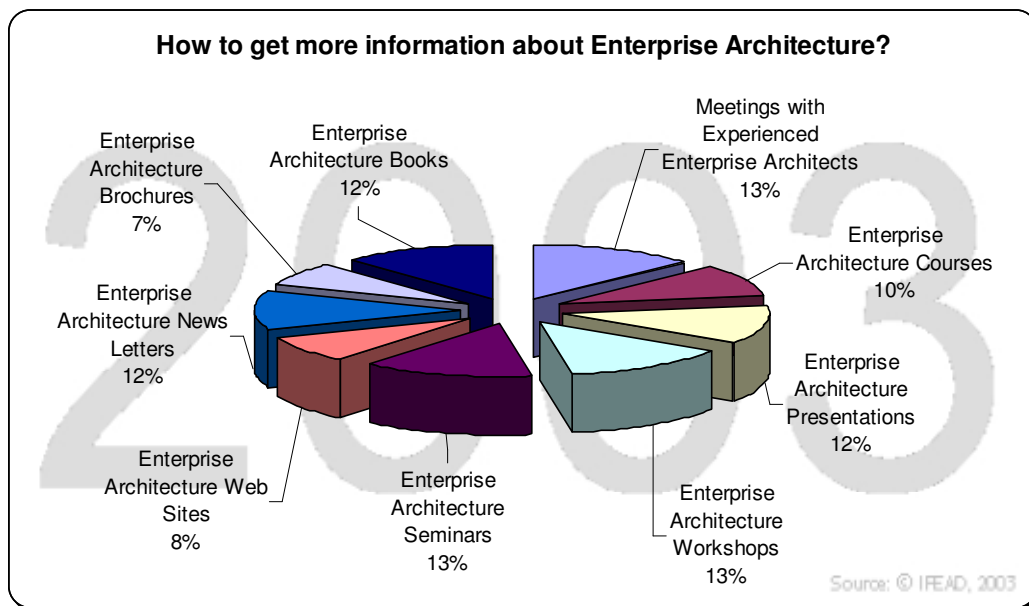 How to get more information about Enterprise Architecture?
2003
Meetings with
Experienced
Enterprise Architects
13%
Enterprise
Architecture Courses
10%
Enterprise
Architecture
Presentations
12%
Enterprise
Architecture
Workshops
13%
Enterprise
Architecture
Seminars
13%
Enterprise
Architecture Web
Sites
8%
Enterprise
Architecture News
Letters
12%
Enterprise
Architecture
Brochures
7%
Enterprise
Architecture Books
12%
Source: © IFEAD, 2003